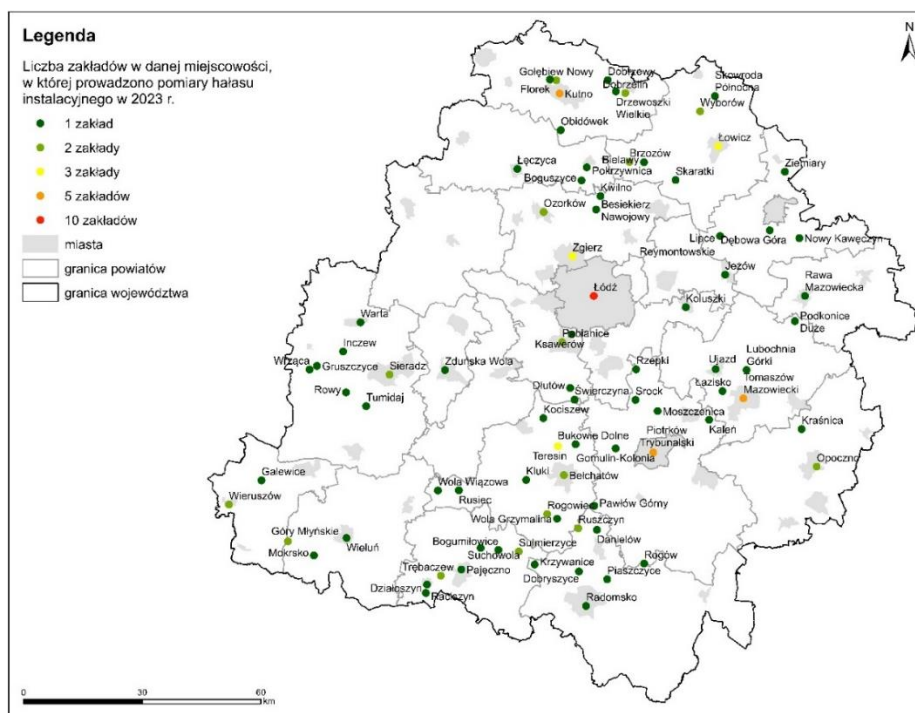 Legenda
Liczba zakładów w danej miejscowości,
w której prowadzono pomiary hałasu
instalacyjnego w 2023 r.
1 zakład
2 zakłady
3 zakłady
5 zakładów
10 zakładów
miasta
granica powiatów
granica województwa
N
Gołębiew Nowy
Florek
Kutno
Dobrzelin
Drzewoszki
Wielkie
Skowroda
Północna
Wyborów
Obidówek
Łowicz
Łęczyca
Bielawy
Brzozów
Pokrzywnica
Boguszyce
Skaratki
Ziemiary
Kwilno
Ozorków
Besiekierz
Nawojowy
Zgierz
Lipce
Reymontowskie
Dębowa Góra
Nowy Kawęczyn
Jeżów
Łódź
Koluszki
Rawa
Mazowiecka
Warta
Podkonice
Duże
Pabianice
Ksawerów
Inczew
Wrząca
Gruszczyce
Sieradz
Zduńska Wola
Rzepki
Ujazd
Lubochnia
Górki
Rowy
Tumidaj
Dłutów
Świerczyna
Srock
Łazisko
Tomaszów
Mazowiecki
Kociszew
Moszczenica
Kaleń
Kraśnica
Bukowie Dolne
Piotrków
Trybunalski
Teresin
Gomulin-Kolonia
Opoczno
Galewice
Kluki
Bełchatów
Wola Wiązowa
Wieruszów
Rusiec
Rogowiec
Pawłów Górny
Wola Grzymalina
Ruszczyn
Góry Młyńskie
Danielów
Bogumiłowice
Sulmierzyce
Mokrsko
Wieluń
Suchowola
Krzywanice
Rogów
Trębaczew
Pajęczno
Dobryszyce
Piaszczyce
Działoszyn
Raciszyn
Radomsko
0 30 60
km